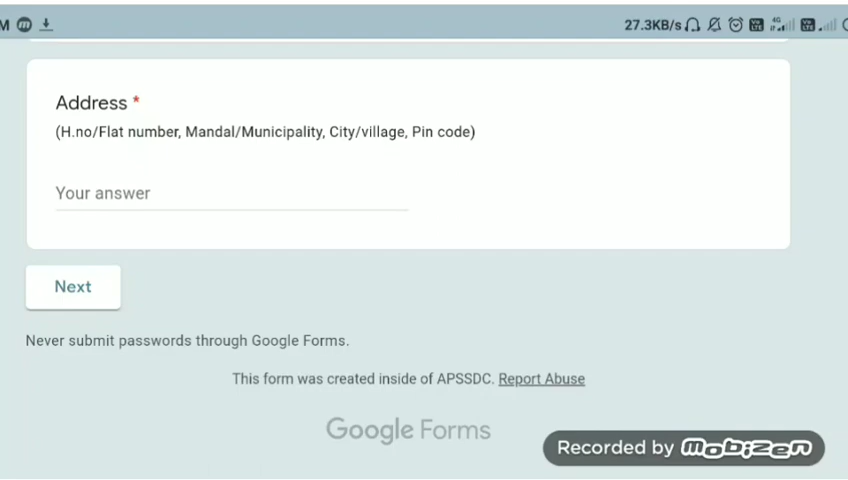 M
27.3KB/s 4G
Address *
(H.no/Flat number, Mandal/Municipality, City/village, Pin code)
Your answer
Next
Never submit passwords through Google Forms.
This form was created inside of APSSDC. Report Abuse
Google Forms
Recorded by mobizen